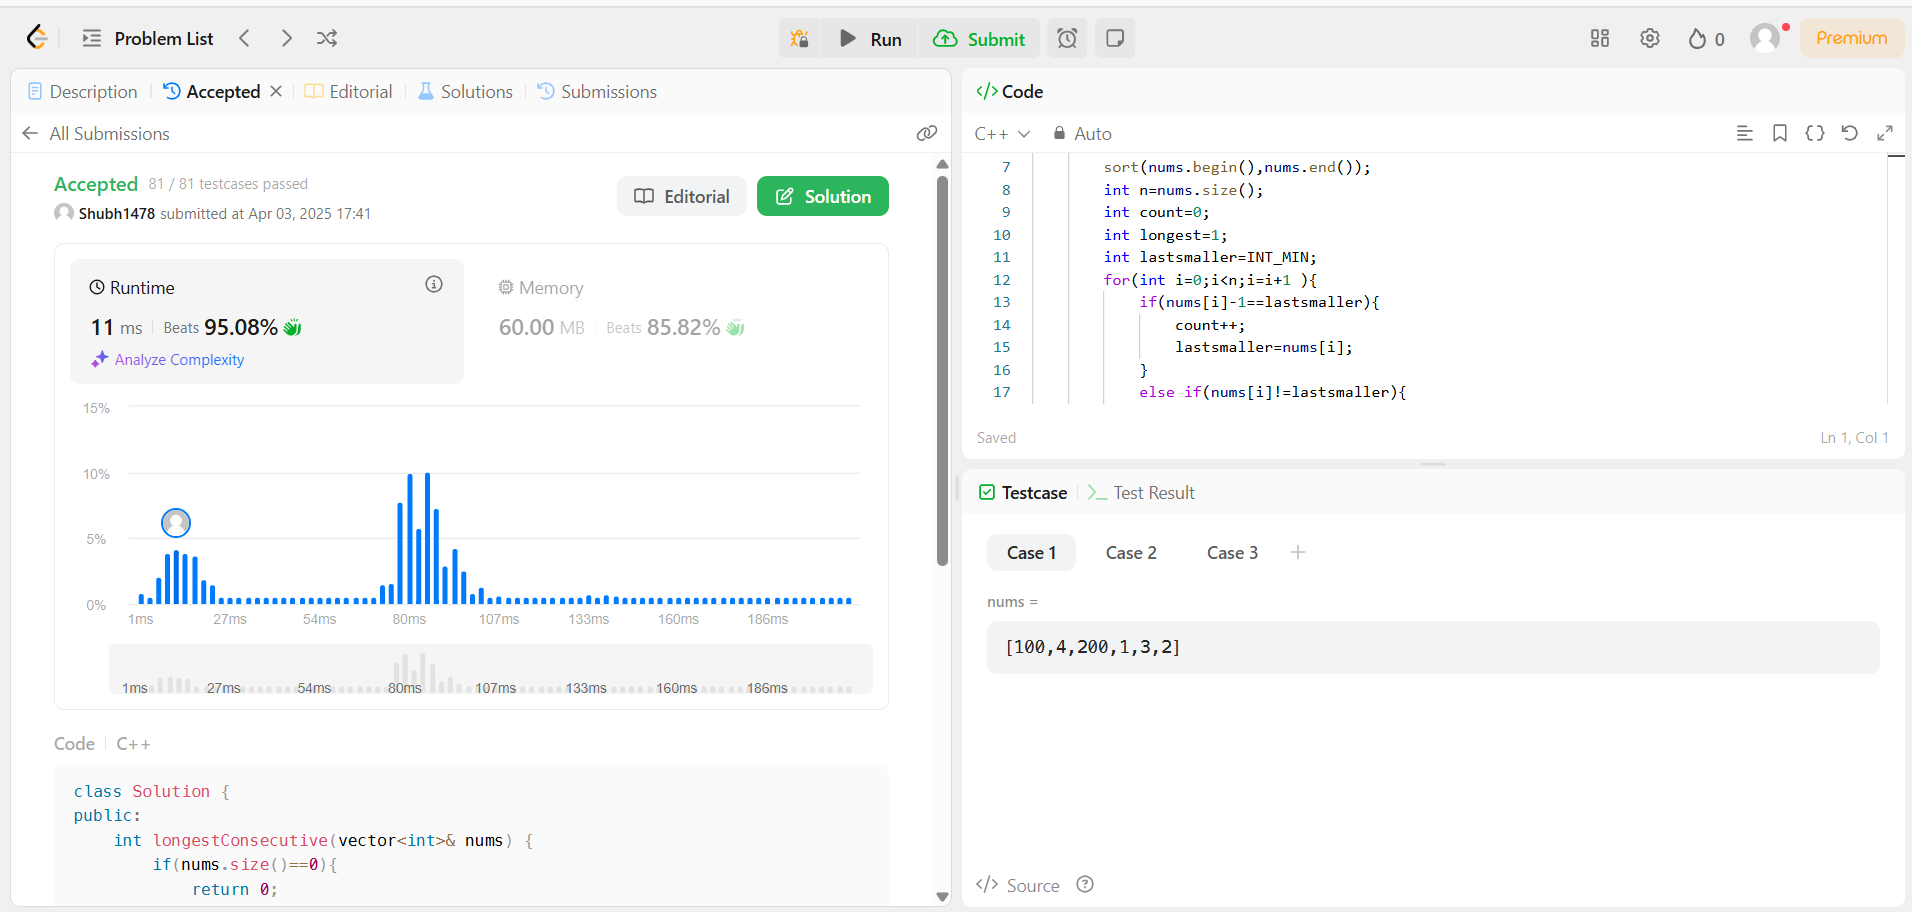 Problem List
Run
Submit
0
Premium
Description
Accepted
Editorial
Solutions
Submissions
All Submissions
Accepted 81 / 81 testcases passed
Shubh1478 submitted at Apr 03, 2025 17:41
Editorial
Solution
Runtime
11 ms
Beats 95.08%
Analyze Complexity
Memory
60.00 MB
Beats 85.82%
15%
10%
5%
0%
1ms 27ms 54ms 80ms 107ms 133ms 160ms 186ms
1ms 27ms 54ms 80ms 107ms 133ms 160ms 186ms
Code C++
class Solution {
public:
    int longestConsecutive(vector<int>& nums) {
        if(nums.size()==0){
            return 0;
</> Code
C++
Auto
7 sort(nums.begin(),nums.end());
8 int n=nums.size();
9 int count=0;
10 int longest=1;
11 int lastsmaller=INT_MIN;
12 for(int i=0;i<n;i=i+1 ){
13     if(nums[i]-1==lastsmaller){
14         count++;
15         lastsmaller=nums[i];
16     }
17     else if(nums[i]!=lastsmaller){
Saved
Ln 1, Col 1
Testcase
Test Result
Case 1
Case 2
Case 3
nums =
[100,4,200,1,3,2]
</> Source